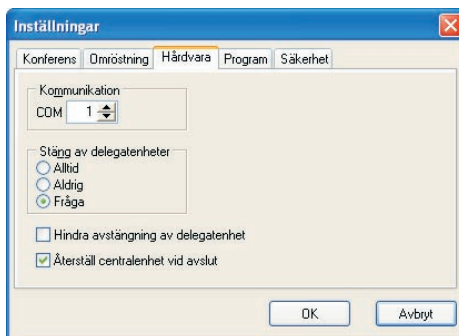 Inställningar
Konferens Omröstning Hårdvara Program Säkerhet
Kommunikation
COM 1
Stäng av delegatenheter
Alltid
Aldrig
Fråga
Hindra avstängning av delegatenhet
Återställ centralenhet vid avslut
OK Avbryt